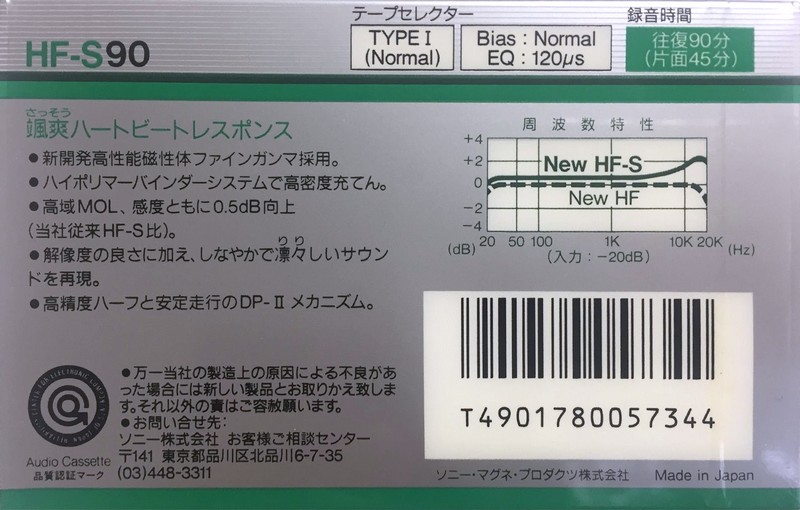 HF-S90
テープセレクター
TYPE I
(Normal)
Bias : Normal
EQ : 120μs
録音時間
往復90分
(片面45分)
さっそう
颯爽ハートビートレスポンス
●新開発高性能磁性体ファインガンマ採用。
●ハイポリマーバインダーシステムで高密度充てん。
●高域MOL、感度ともに0.5dB向上
(当社従来HF-S比)。
りり
●解像度の良さに加え、しなやかで凛々しいサウン
ドを再現。
●高精度ハーフと安定走行のDP-II メカニズム。
周波数特性
+4
+2
0
−2
−4
New HF-S
New HF
(dB)
20 50 100 1K 10K 20K (Hz)
(入力：−20dB)
T4901780057344
●万一当社の製造上の原因による不良があ
った場合には新しい製品とお取りかえ致しま
す。それ以外の責はご容赦願います。
●お問い合せ先：
ソニー株式会社 お客様ご相談センター
〒141 東京都品川区北品川6-7-35
(03)448-3311
Audio Cassette
品質認証マーク
ソニー・マグネ・プロダクツ株式会社 Made in Japan